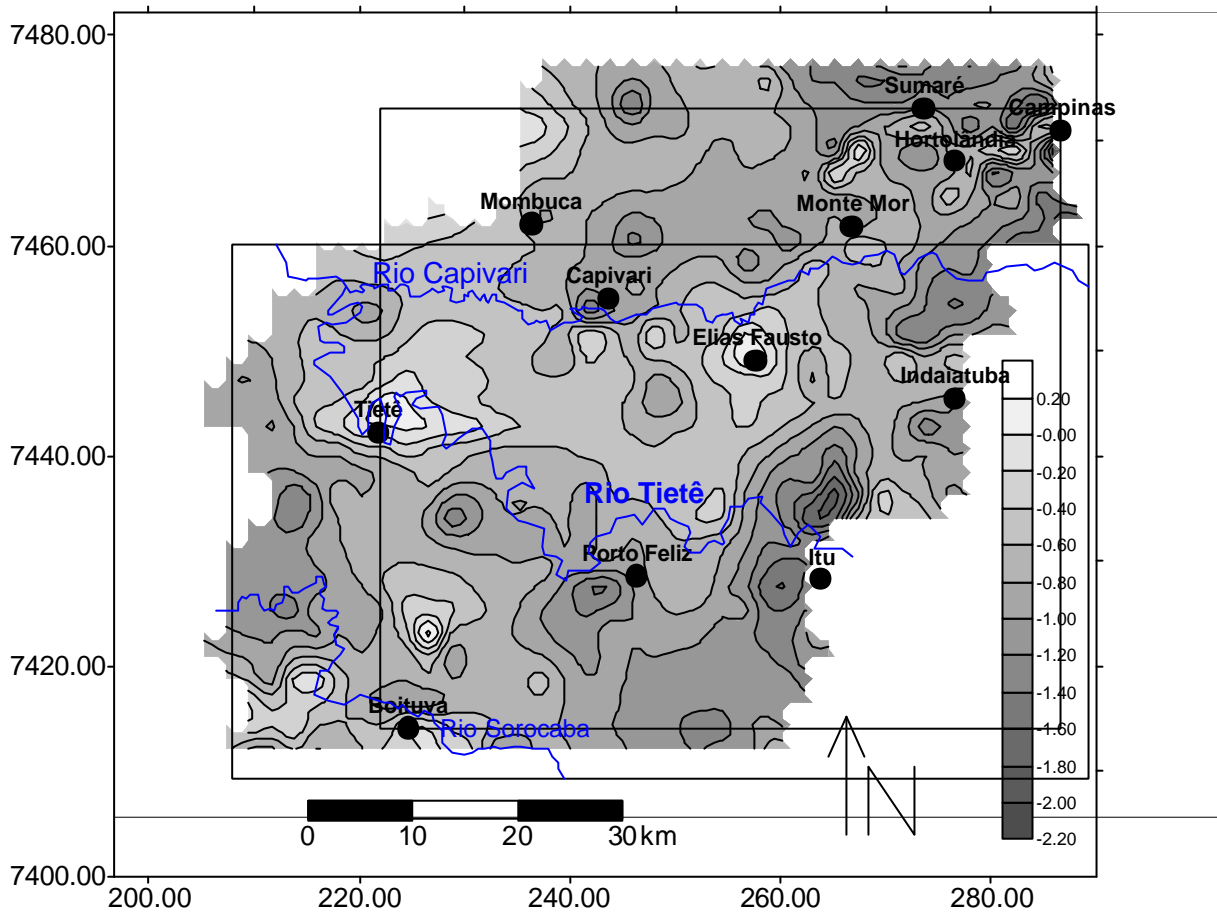 7480.00
Sumaré
Campinas
Hortolândia
Mombuca
Monte Mor
7460.00
Rio Capivari
Capivari
Elias Fausto
Indaiatuba
Tietê
0.20
-0.00
7440.00
-0.20
Rio Tietê
-0.40
-0.60
Porto Feliz
Itu
-0.80
-1.00
7420.00
-1.20
-1.40
Boituva
Rio Sorocaba
-1.60
-1.80
-2.00
N
0 10 20 30km
-2.20
7400.00
200.00 220.00 240.00 260.00 280.00